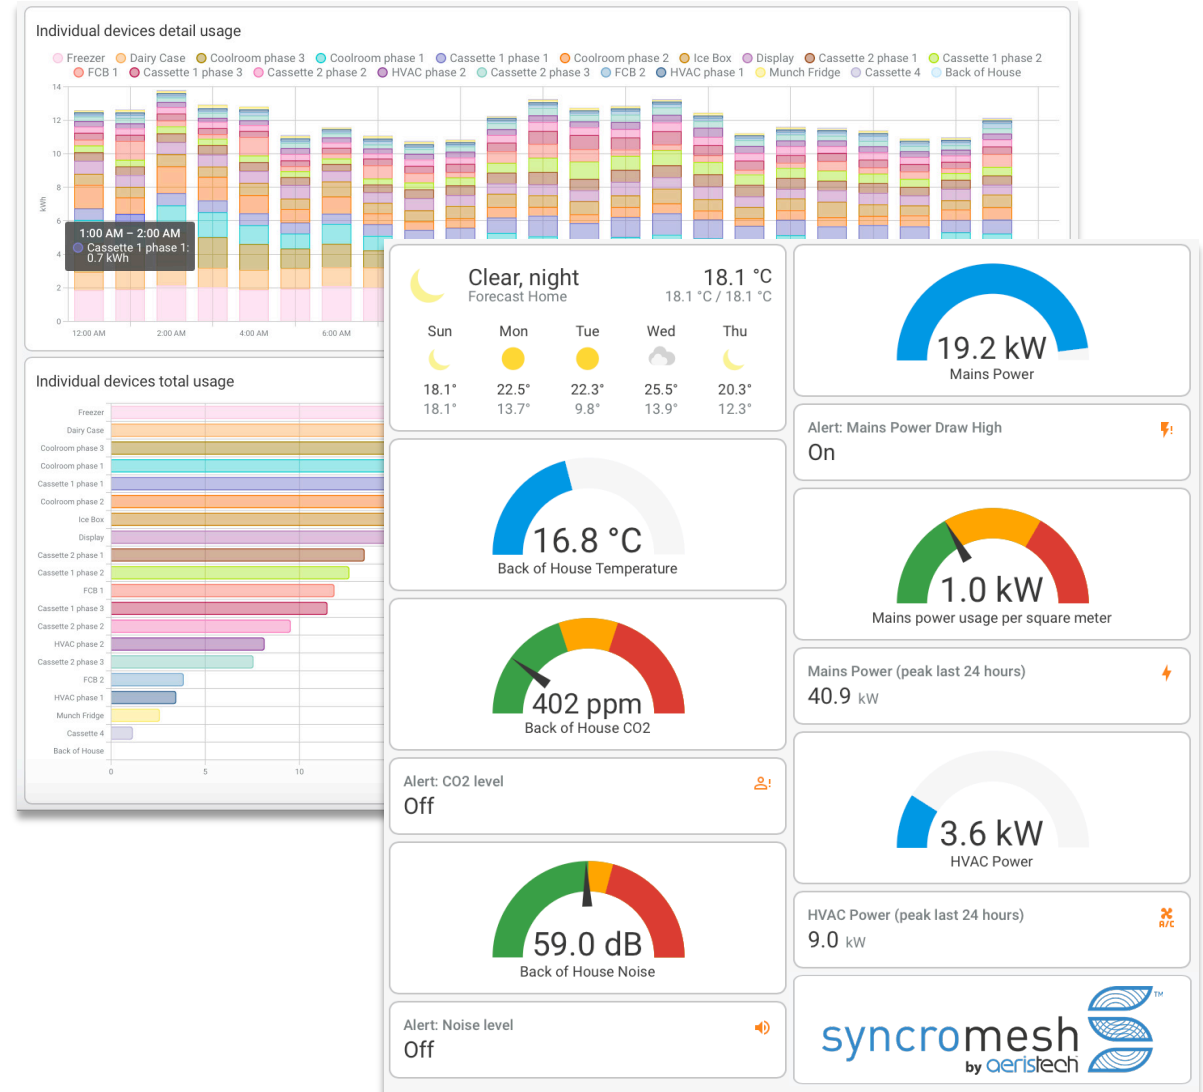 Individual devices detail usage
Freezer Dairy Case Coolroom phase 3 Coolroom phase 1 Cassette 1 phase 1 Coolroom phase 2 Ice Box Display Cassette 2 phase 1 Cassette 1 phase 2
FCB 1 Cassette 1 phase 3 Cassette 2 phase 2 HVAC phase 2 Cassette 2 phase 3 FCB 2 HVAC phase 1 Munch Fridge Cassette 4 Back of House
14
12
10
8
kWh
6
4
2
0
1:00 AM – 2:00 AM
Cassette 1 phase 1:
0.7 kWh
12:00 AM 2:00 AM 4:00 AM 6:00 AM
Individual devices total usage
Freezer
Dairy Case
Coolroom phase 3
Coolroom phase 1
Cassette 1 phase 1
Coolroom phase 2
Ice Box
Display
Cassette 2 phase 1
Cassette 1 phase 2
FCB 1
Cassette 1 phase 3
Cassette 2 phase 2
HVAC phase 2
Cassette 2 phase 3
FCB 2
HVAC phase 1
Munch Fridge
Cassette 4
Back of House
0 5 10
Clear, night 18.1 °C
Forecast Home 18.1 °C / 18.1 °C
Sun Mon Tue Wed Thu
18.1° 22.5° 22.3° 25.5° 20.3°
18.1° 13.7° 9.8° 13.9° 12.3°
16.8 °C
Back of House Temperature
402 ppm
Back of House CO2
Alert: CO2 level
Off
59.0 dB
Back of House Noise
Alert: Noise level
Off
19.2 kW
Mains Power
Alert: Mains Power Draw High
On
1.0 kW
Mains power usage per square meter
Mains Power (peak last 24 hours)
40.9 kW
3.6 kW
HVAC Power
HVAC Power (peak last 24 hours)
A/C
9.0 kW
syncromesh™
by aeristech